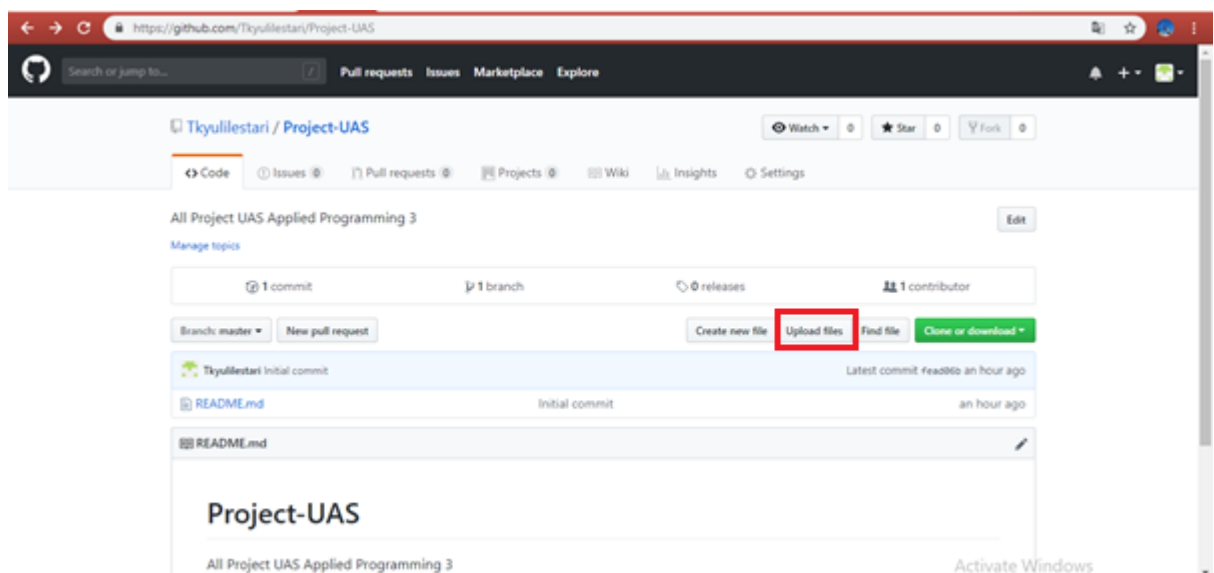 https://github.com/Tkyulilestari/Project-UAS
Search or jump to... / Pull requests Issues Marketplace Explore
Tkyulilestari / Project-UAS Watch 0 Star 0 Fork 0
Code Issues 0 Pull requests 0 Projects 0 Wiki Insights Settings
All Project UAS Applied Programming 3 Edit
Manage topics
1 commit 1 branch 0 releases 1 contributor
Branch: master New pull request Create new file Upload files Find file Clone or download
Tkyulilestari Initial commit Latest commit an hour ago
README.md Initial commit an hour ago
README.md
Project-UAS
All Project UAS Applied Programming 3
Activate Windows